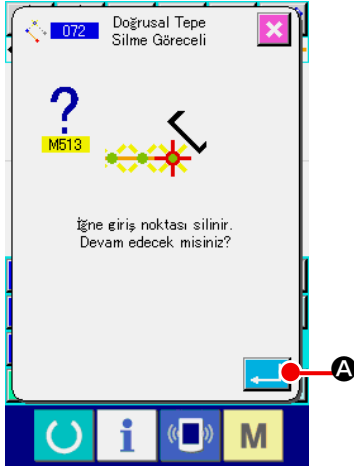 072
Doğrusal Tepe
Silme Göreceli
?
M513
İğne giriş noktası silinir.
Devam edecek misiniz?
A
i
M